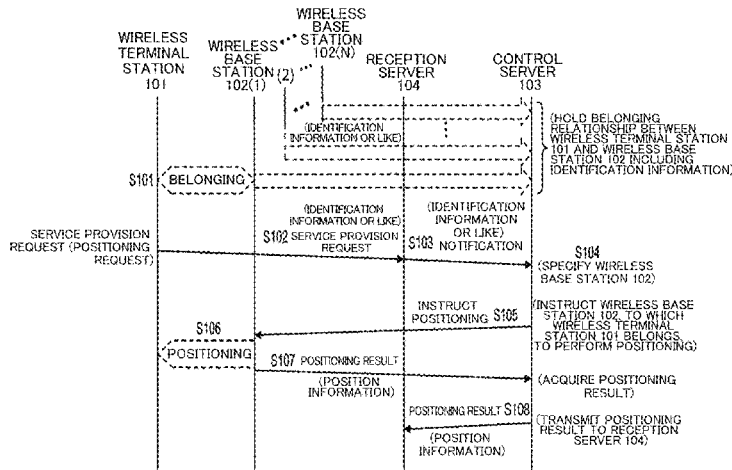 WIRELESS
BASE
STATION
102(N)
WIRELESS
TERMINAL
STATION
101
WIRELESS
BASE
STATION
102(1)
(2)
RECEPTION
SERVER
104
CONTROL
SERVER
103
(IDENTIFICATION
INFORMATION OR LIKE)
(HOLD BELONGING
RELATIONSHIP BETWEEN
WIRELESS TERMINAL STATION
101 AND WIRELESS BASE
STATION 102 INCLUDING
IDENTIFICATION INFORMATION)
S101
BELONGING
(IDENTIFICATION
INFORMATION OR LIKE)
(IDENTIFICATION
INFORMATION
OR LIKE)
SERVICE PROVISION
REQUEST (POSITIONING
REQUEST)
S102 SERVICE PROVISION
REQUEST
S103
NOTIFICATION
S104
(SPECIFY WIRELESS
BASE STATION 102)
INSTRUCT
POSITIONING S105
(INSTRUCT WIRELESS BASE
STATION 102, TO WHICH
WIRELESS TERMINAL
STATION 101 BELONGS,
TO PERFORM POSITIONING)
S106
POSITIONING
S107 POSITIONING RESULT
(POSITION
INFORMATION)
(ACQUIRE POSITIONING
RESULT)
POSITIONING RESULT S108
(POSITION
INFORMATION)
(TRANSMIT POSITIONING
RESULT TO RECEPTION
SERVER 104)